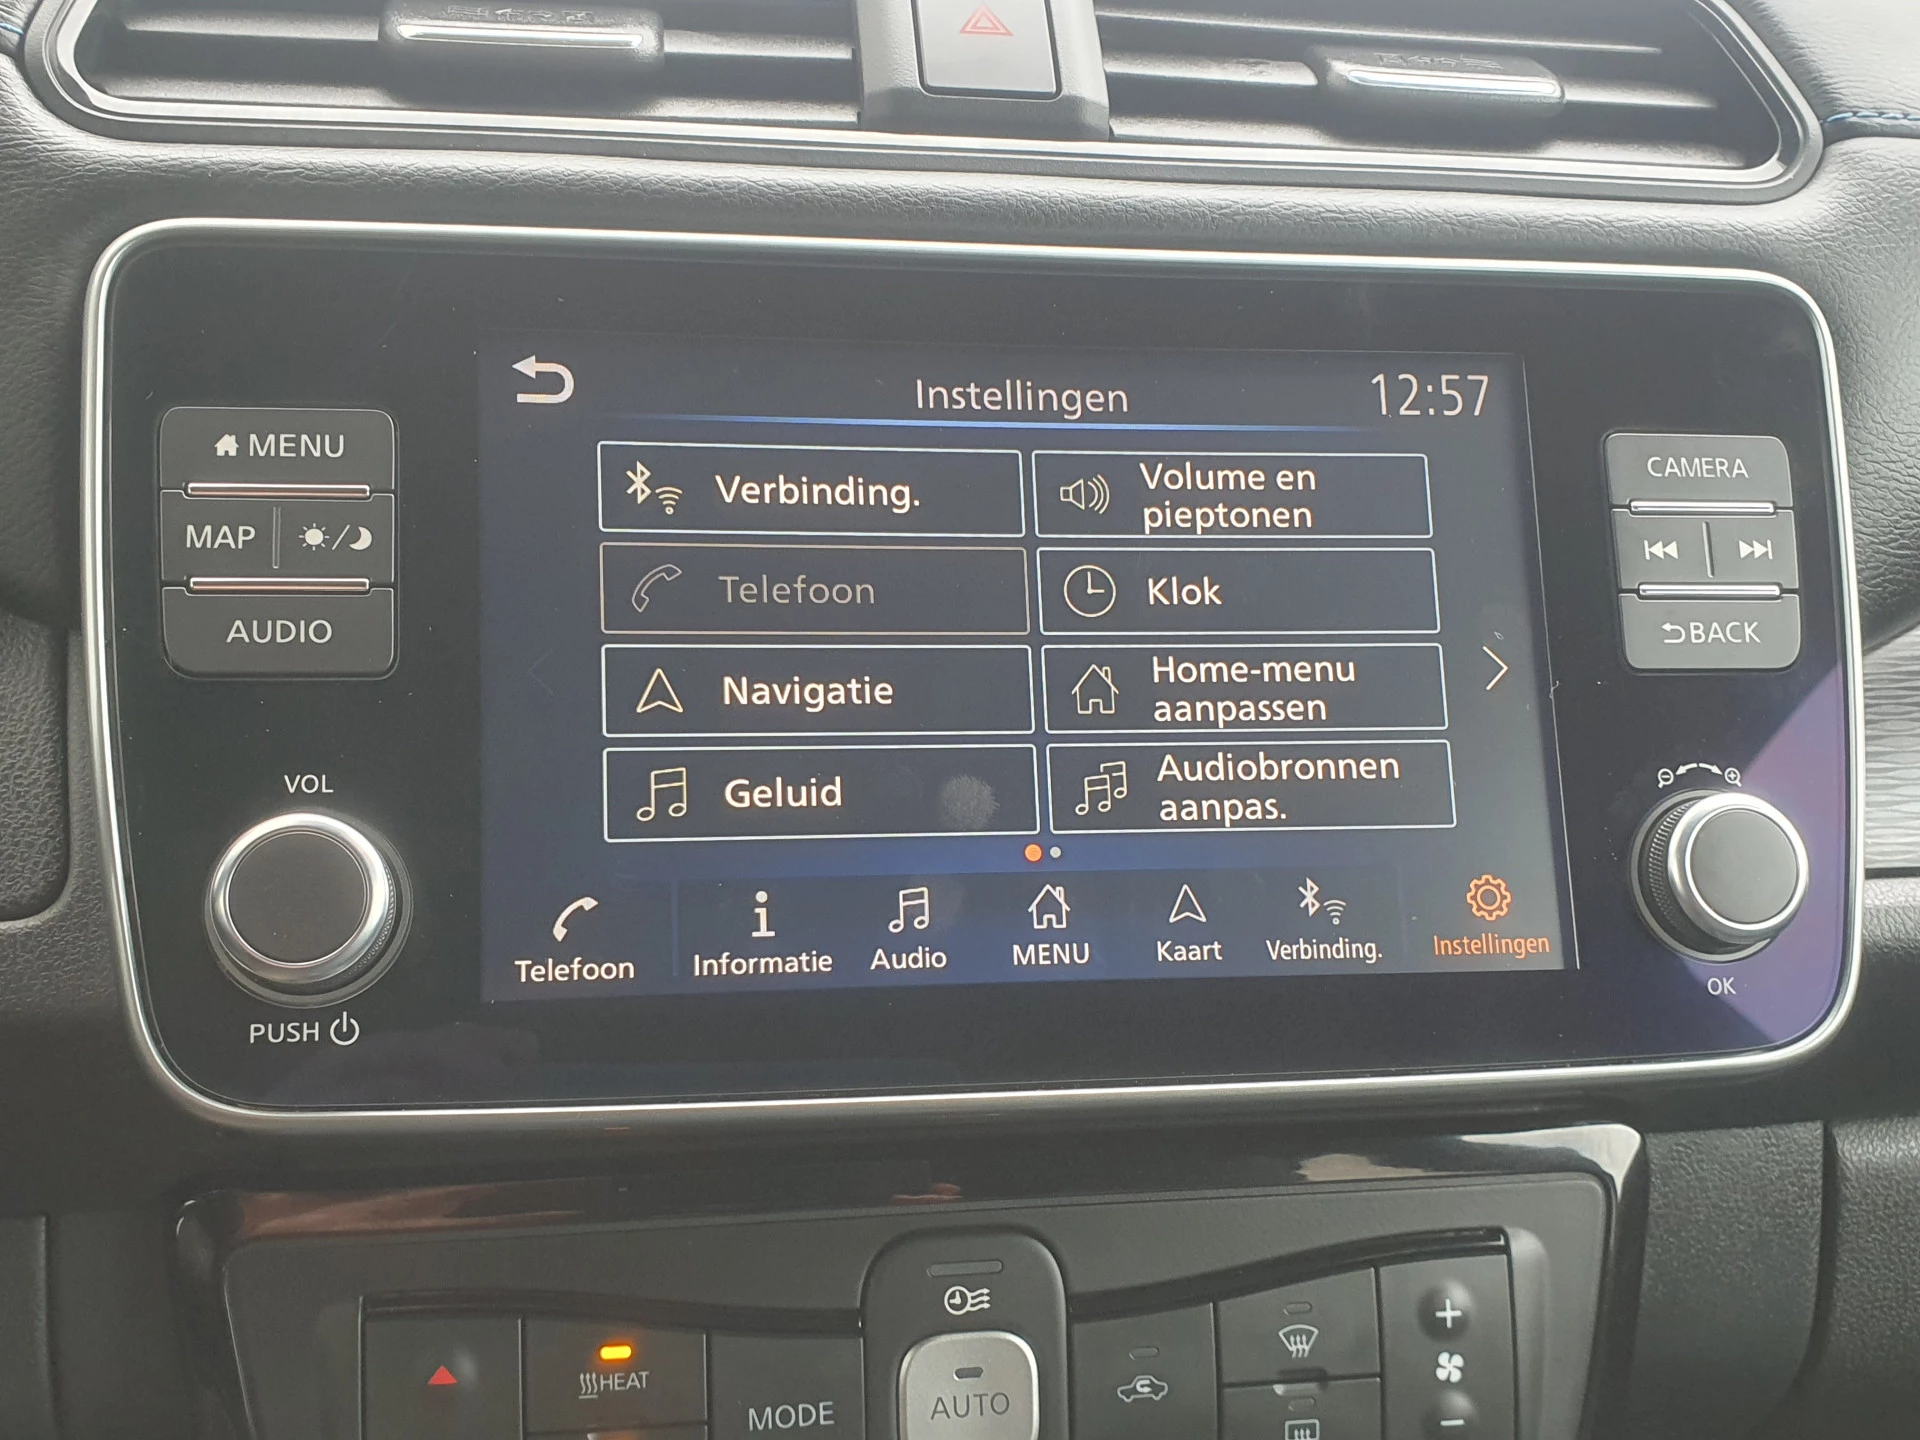 Instellingen
12:57
MENU
MAP
AUDIO
VOL
PUSH
Verbinding.
Volume en
pieptonen
Telefoon
Klok
Navigatie
Home-menu
aanpassen
Geluid
Audiobronnen
aanpas.
Telefoon
Informatie
Audio
MENU
Kaart
Verbinding.
Instellingen
CAMERA
BACK
OK
HEAT
MODE
AUTO
+
-